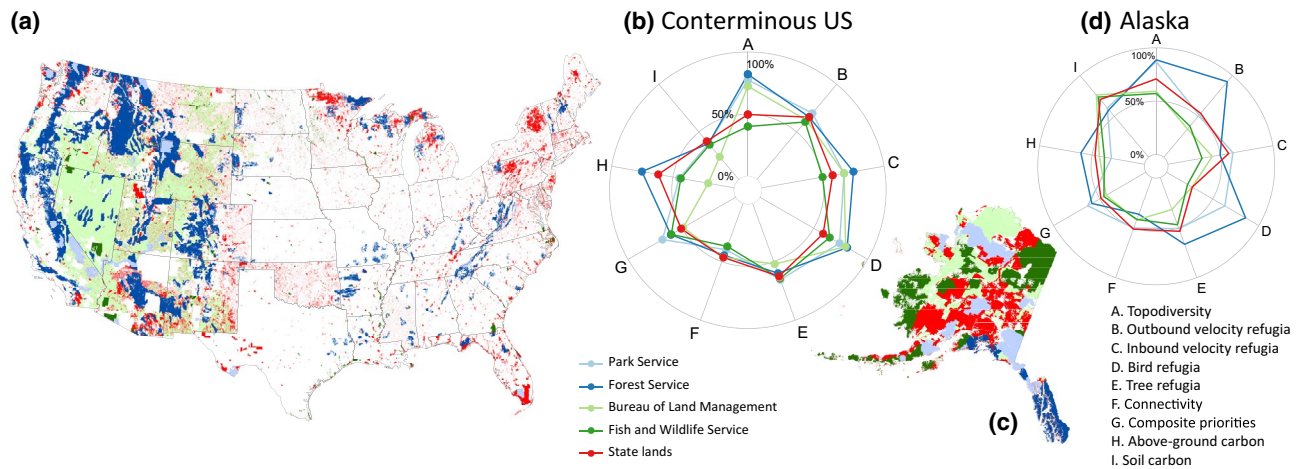 (a)
(b) Conterminous US
A
100%
B
I
50%
C
H
0%
G
D
F
E
Park Service
Forest Service
Bureau of Land Management
Fish and Wildlife Service
State lands
(c)
(d) Alaska
A
100%
I
B
50%
H
C
0%
G
D
F
E
A. Topodiversity
B. Outbound velocity refugia
C. Inbound velocity refugia
D. Bird refugia
E. Tree refugia
F. Connectivity
G. Composite priorities
H. Above-ground carbon
I. Soil carbon